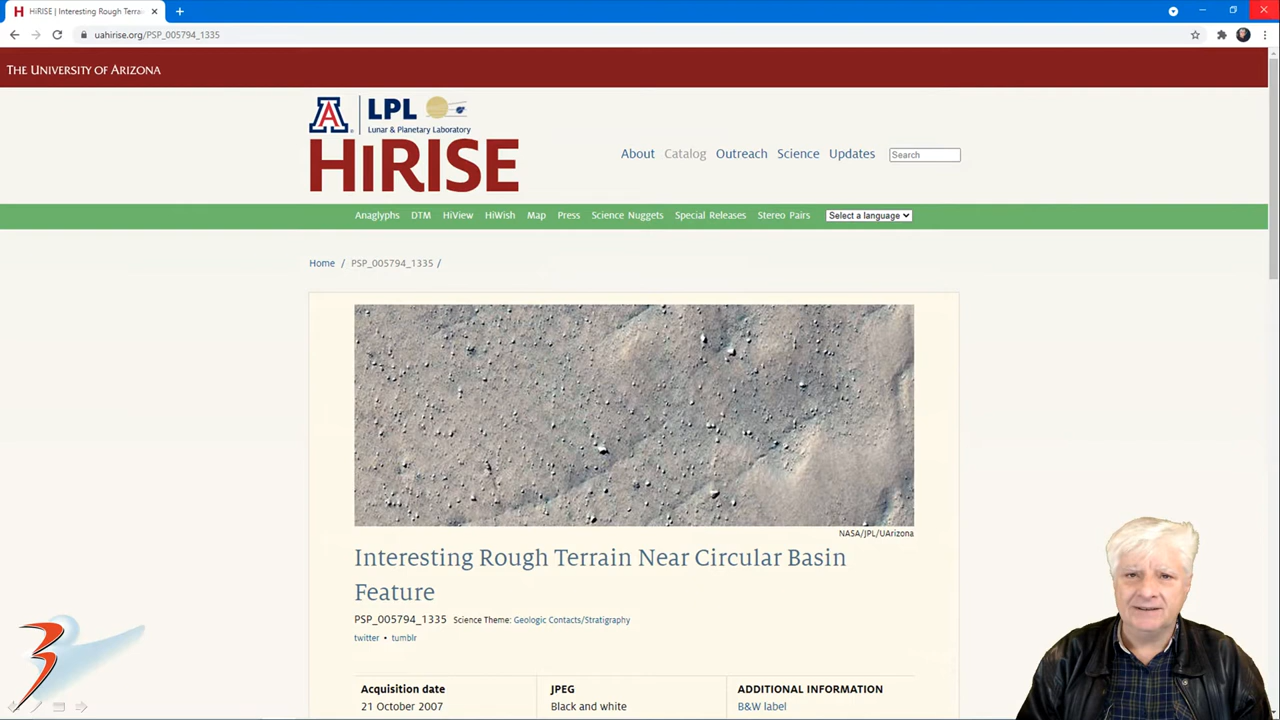 HiRISE | Interesting Rough Terrai
uahirise.org/PSP_005794_1335
THE UNIVERSITY OF ARIZONA
A LPL
Lunar & Planetary Laboratory
HiRISE
About Catalog Outreach Science Updates Search
Anaglyphs DTM HiView HiWish Map Press Science Nuggets Special Releases Stereo Pairs Select a language
Home / PSP_005794_1335 /
NASA/JPL/UArizona
Interesting Rough Terrain Near Circular Basin
Feature
PSP_005794_1335 Science Theme: Geologic Contacts/Stratigraphy
twitter • tumblr
Acquisition date JPEG ADDITIONAL INFORMATION
21 October 2007 Black and white B&W label